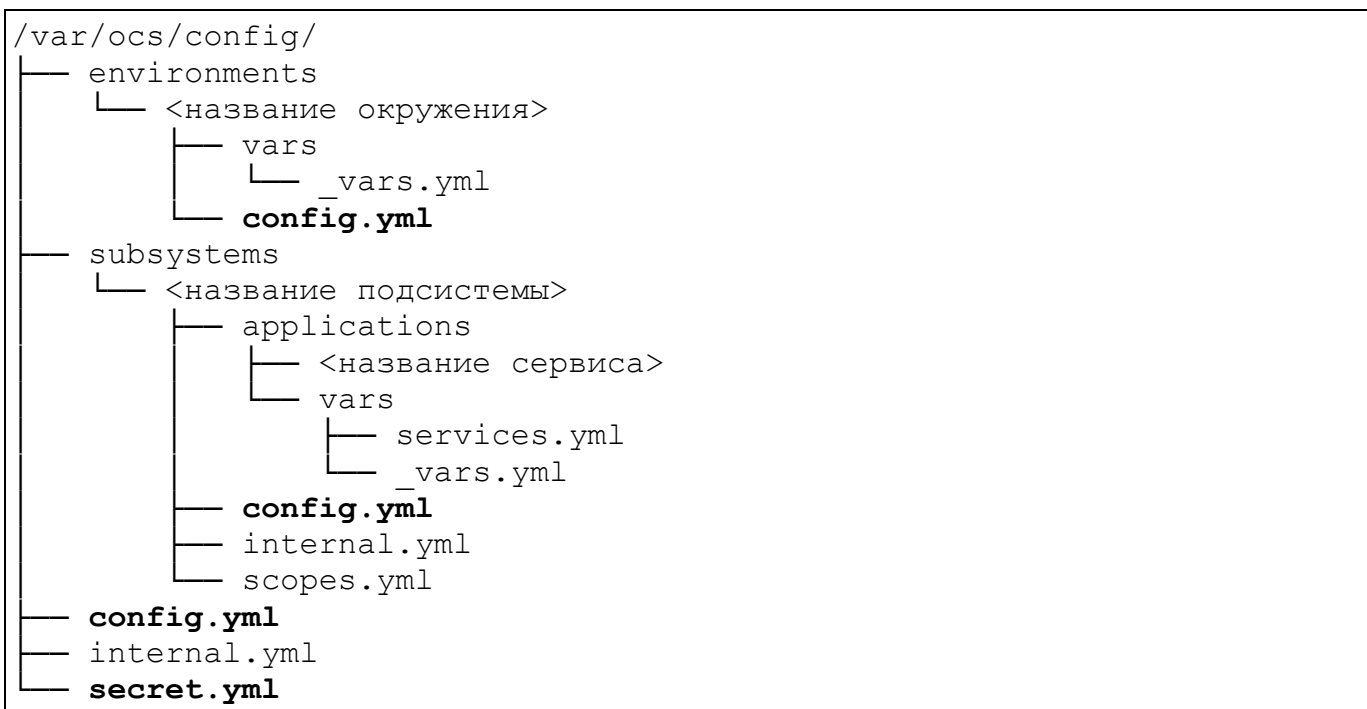 /var/ocs/config/
├── environments
│   └── <название окружения>
│       ├── vars
│       │   └── _vars.yml
│       └── config.yml
├── subsystems
│   └── <название подсистемы>
│       ├── applications
│       │   ├── <название сервиса>
│       │   └── vars
│       │       ├── services.yml
│       │       └── _vars.yml
│       ├── config.yml
│       ├── internal.yml
│       └── scopes.yml
├── config.yml
├── internal.yml
└── secret.yml